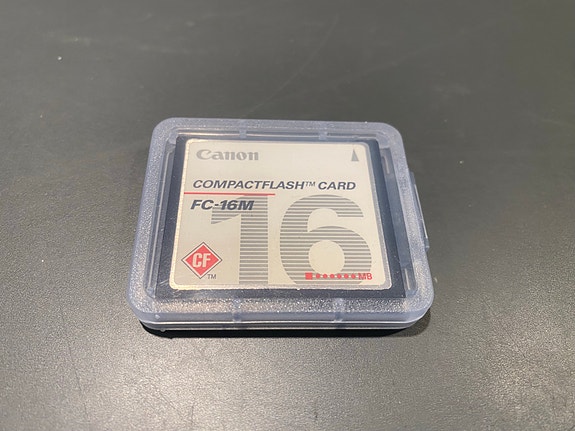 Canon
COMPACTFLASH™ CARD
FC-16M
16
CF
TM
MB